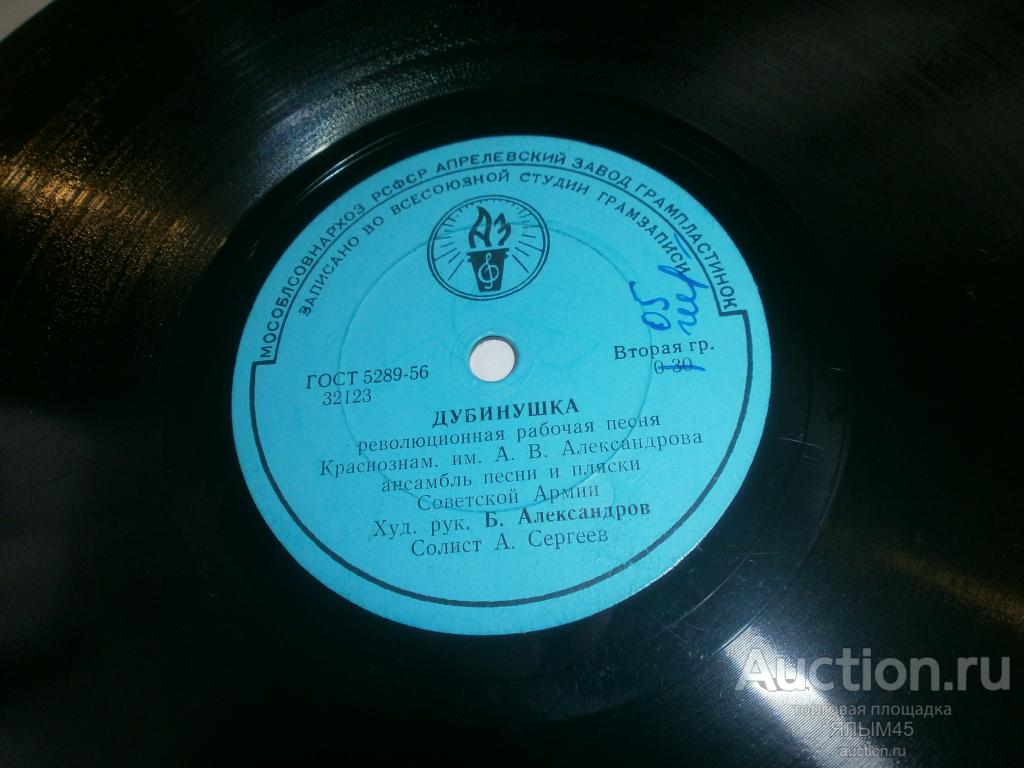 МОСОБЛСОВНАРХОЗ РСФСР АПРЕЛЕВСКИЙ ЗАВОД ГРАМПЛАСТИНОК
ЗАПИСАНО ВО ВСЕСОЮЗНОЙ СТУДИИ ГРАМЗАПИСИ
АЗ
05
Вторая гр.
0-30
ГОСТ 5289-56
32123
ДУБИНУШКА
революционная рабочая песня
Краснознам. им. А. В. Александрова
ансамбль песни и пляски
Советской Армии
Худ. рук. Б. Александров
Солист А. Сергеев
Auction.ru
торговая площадка
ЯЛЫМ45
auction.ru